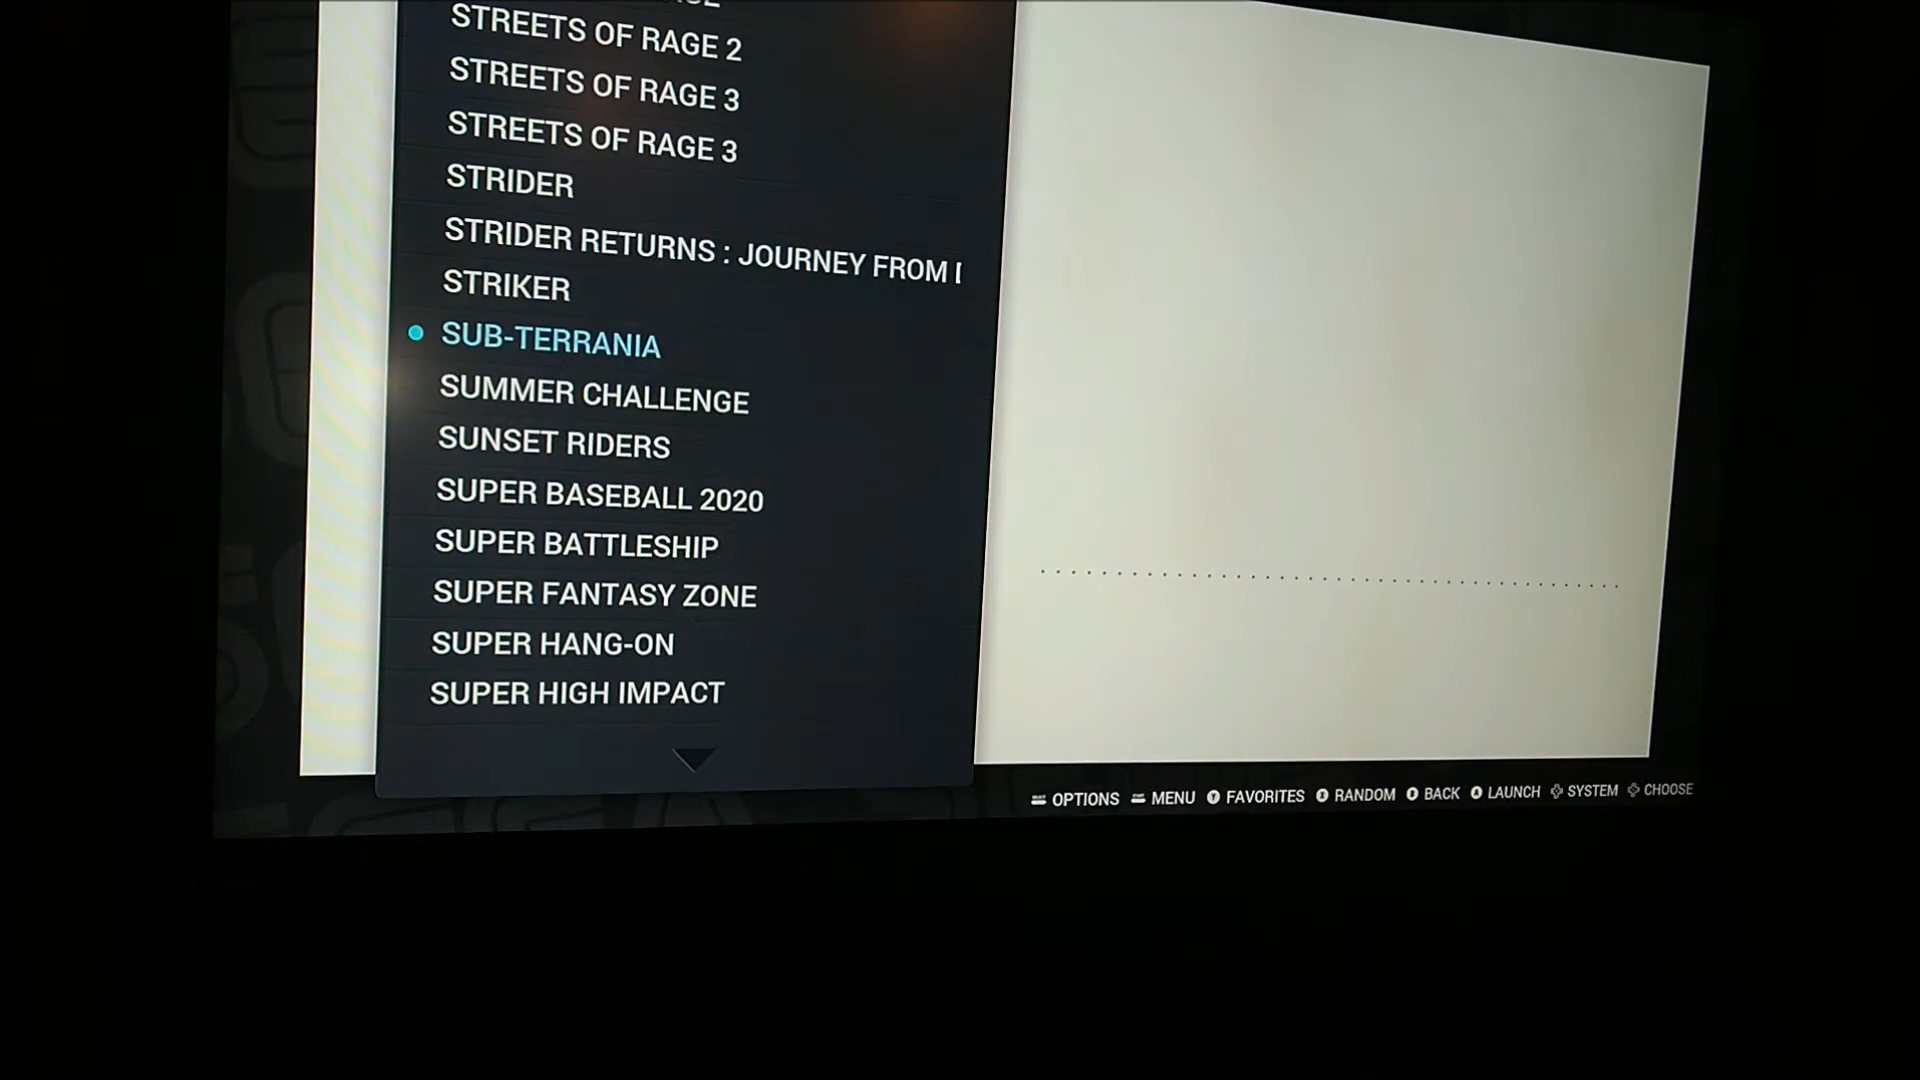 STREETS OF RAGE 2
STREETS OF RAGE 3
STREETS OF RAGE 3
STRIDER
STRIDER RETURNS : JOURNEY FROM
STRIKER
SUB-TERRANIA
SUMMER CHALLENGE
SUNSET RIDERS
SUPER BASEBALL 2020
SUPER BATTLESHIP
SUPER FANTASY ZONE
SUPER HANG-ON
SUPER HIGH IMPACT
OPTIONS MENU FAVORITES RANDOM BACK LAUNCH SYSTEM CHOOSE